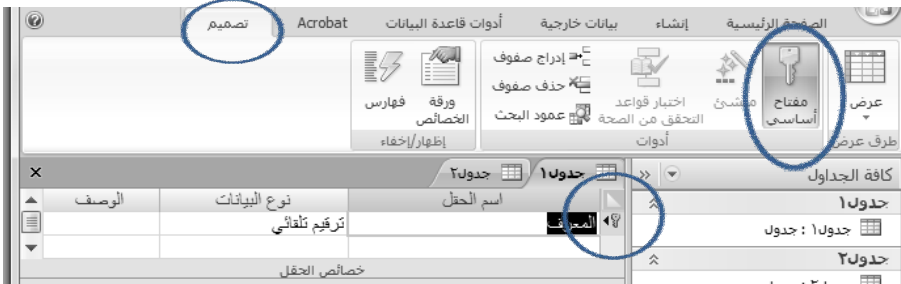 الصفحة الرئيسية إنشاء بيانات خارجية أدوات قاعدة البيانات Acrobat تصميم
عرض
مفتاح أساسي
منشئ
اختبار قواعد التحقق من الصحة
إدراج صفوف
حذف صفوف
عمود البحث
ورقة الخصائص
فهارس
طرق عرض
أدوات
إظهار/إخفاء
كافة الجداول
جدول١
جدول١ : جدول
جدول٢
جدول١ جدول٢
اسم الحقل نوع البيانات الوصف
المعرف ترقيم تلقائي
خصائص الحقل